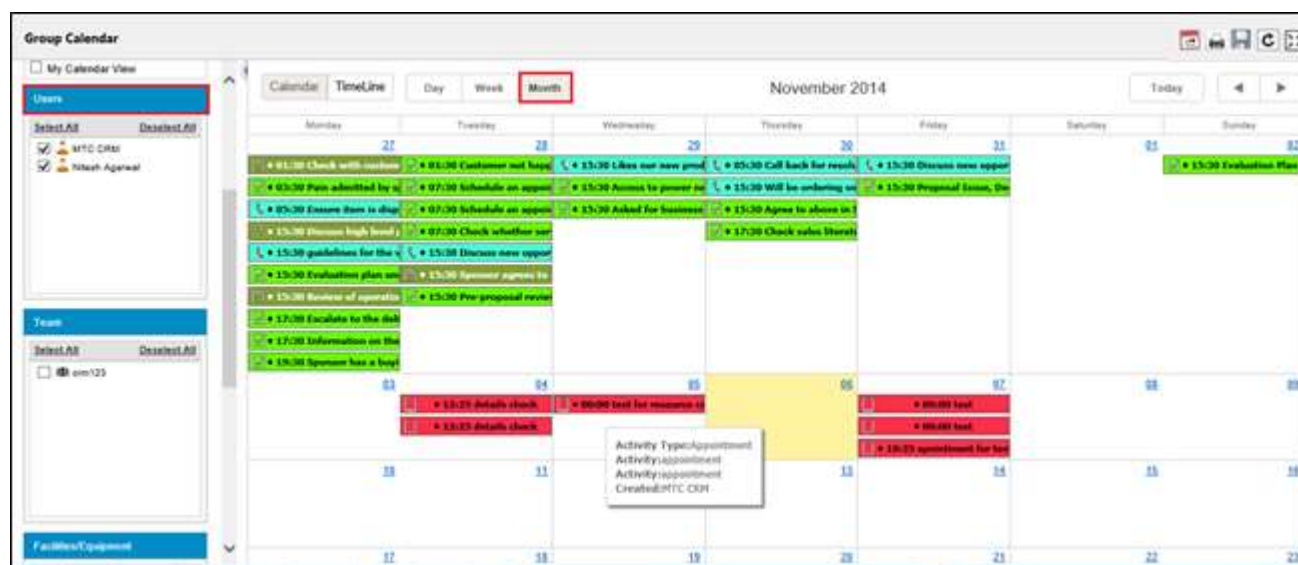 Group Calendar
My Calendar View
Users
Select All Deselect All
MTC CRM
Nitesh Agarwal
Team
Select All Deselect All
crm123
Facilities/Equipment
Calendar TimeLine Day Week Month November 2014 Today
Monday Tuesday Wednesday Thursday Friday Saturday Sunday
27 28 29 30 31 01 02
01:30 Check with custom 01:30 Customer not happ 15:30 Likes our new prod 05:30 Call back for resol 15:30 Discuss new oppor 15:30 Evaluation Plan
03:30 Pain admitted by 07:30 Schedule an appoi 15:30 Access to power 15:30 Will be ordering 15:30 Proposal Issue,
05:30 Ensure item is disp 07:30 Schedule an appoi 15:30 Asked for business 15:30 Agree to above in
15:30 Discuss high level 07:30 Check whether 17:30 Check sales literat
15:30 guidelines for the 15:30 Discuss new oppor
15:30 Evaluation plan 15:30 Sponsor agrees to
15:30 Review of operatio 15:30 Pre-proposal review
17:30 Escalate to the
17:30 Information on the
19:30 Sponsor has a buyi
03 04 05 06 07 08 09
13:25 details check 00:00 test for resource 00:00 test
13:25 details check 00:00 test
Activity Type:Appointment
Activity:appointment
Activity:appointment
Created:MTC CRM
10 11 13 14 15 16
17 18 19 20 21 22 23